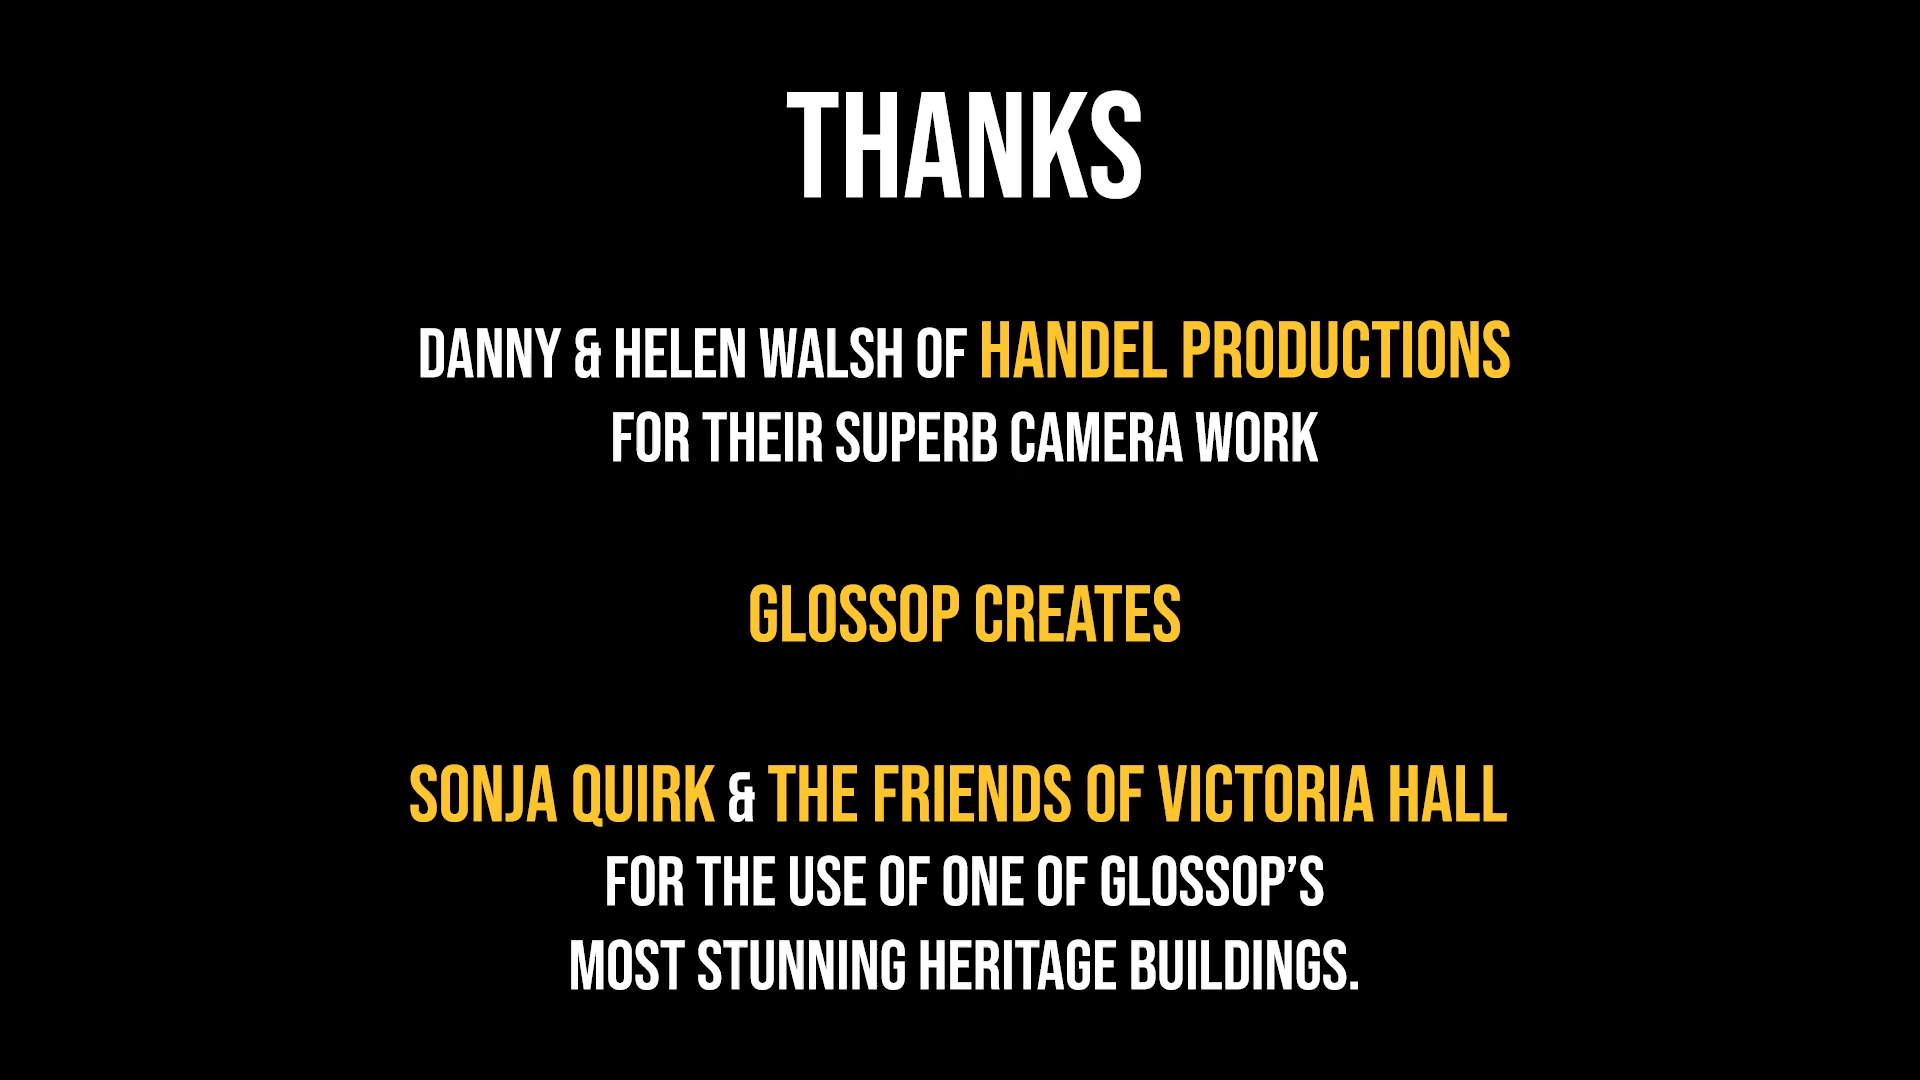 THANKS
DANNY & HELEN WALSH OF HANDEL PRODUCTIONS
FOR THEIR SUPERB CAMERA WORK
GLOSSOP CREATES
SONJA QUIRK & THE FRIENDS OF VICTORIA HALL
FOR THE USE OF ONE OF GLOSSOP’S
MOST STUNNING HERITAGE BUILDINGS.